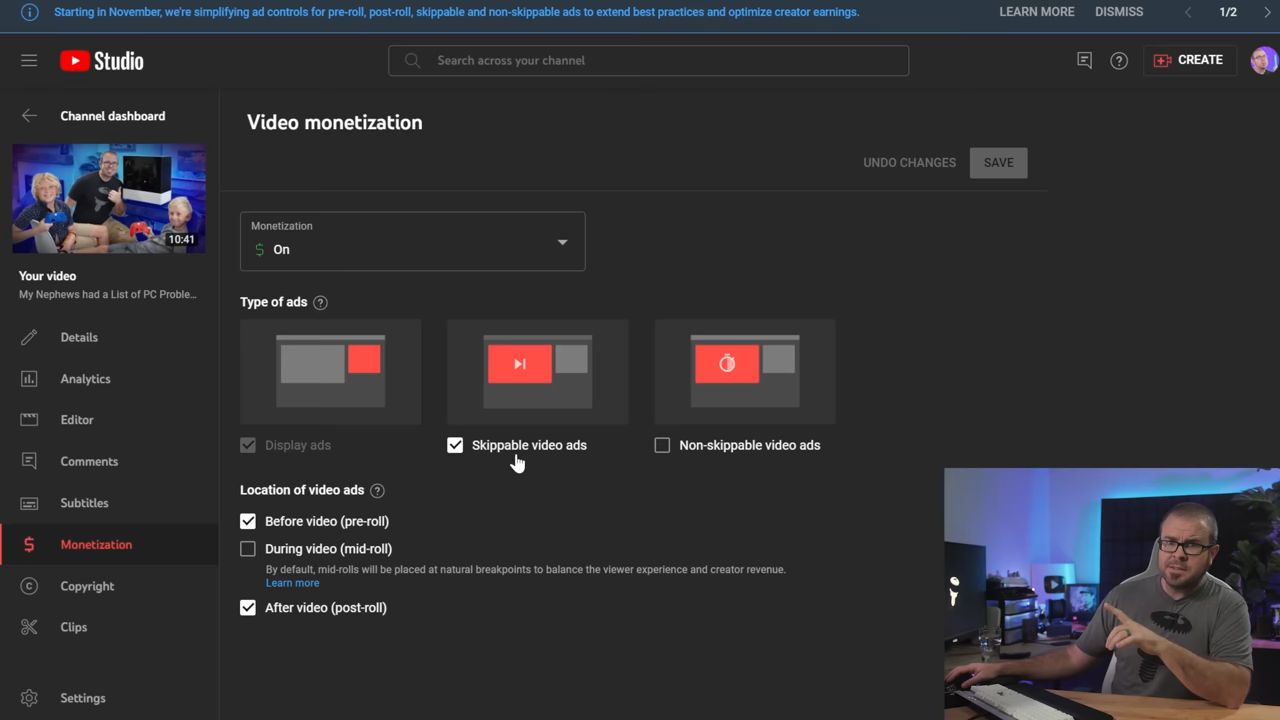 Starting in November, we're simplifying ad controls for pre-roll, post-roll, skippable and non-skippable ads to extend best practices and optimize creator earnings.
LEARN MORE
DISMISS
1/2
Studio
Search across your channel
CREATE
Channel dashboard
10:41
Your video
My Nephews had a List of PC Proble...
Details
Analytics
Editor
Comments
Subtitles
Monetization
Copyright
Clips
Settings
Video monetization
UNDO CHANGES
SAVE
Monetization
$ On
Type of ads
Display ads
Skippable video ads
Non-skippable video ads
Location of video ads
Before video (pre-roll)
During video (mid-roll)
By default, mid-rolls will be placed at natural breakpoints to balance the viewer experience and creator revenue.
Learn more
After video (post-roll)